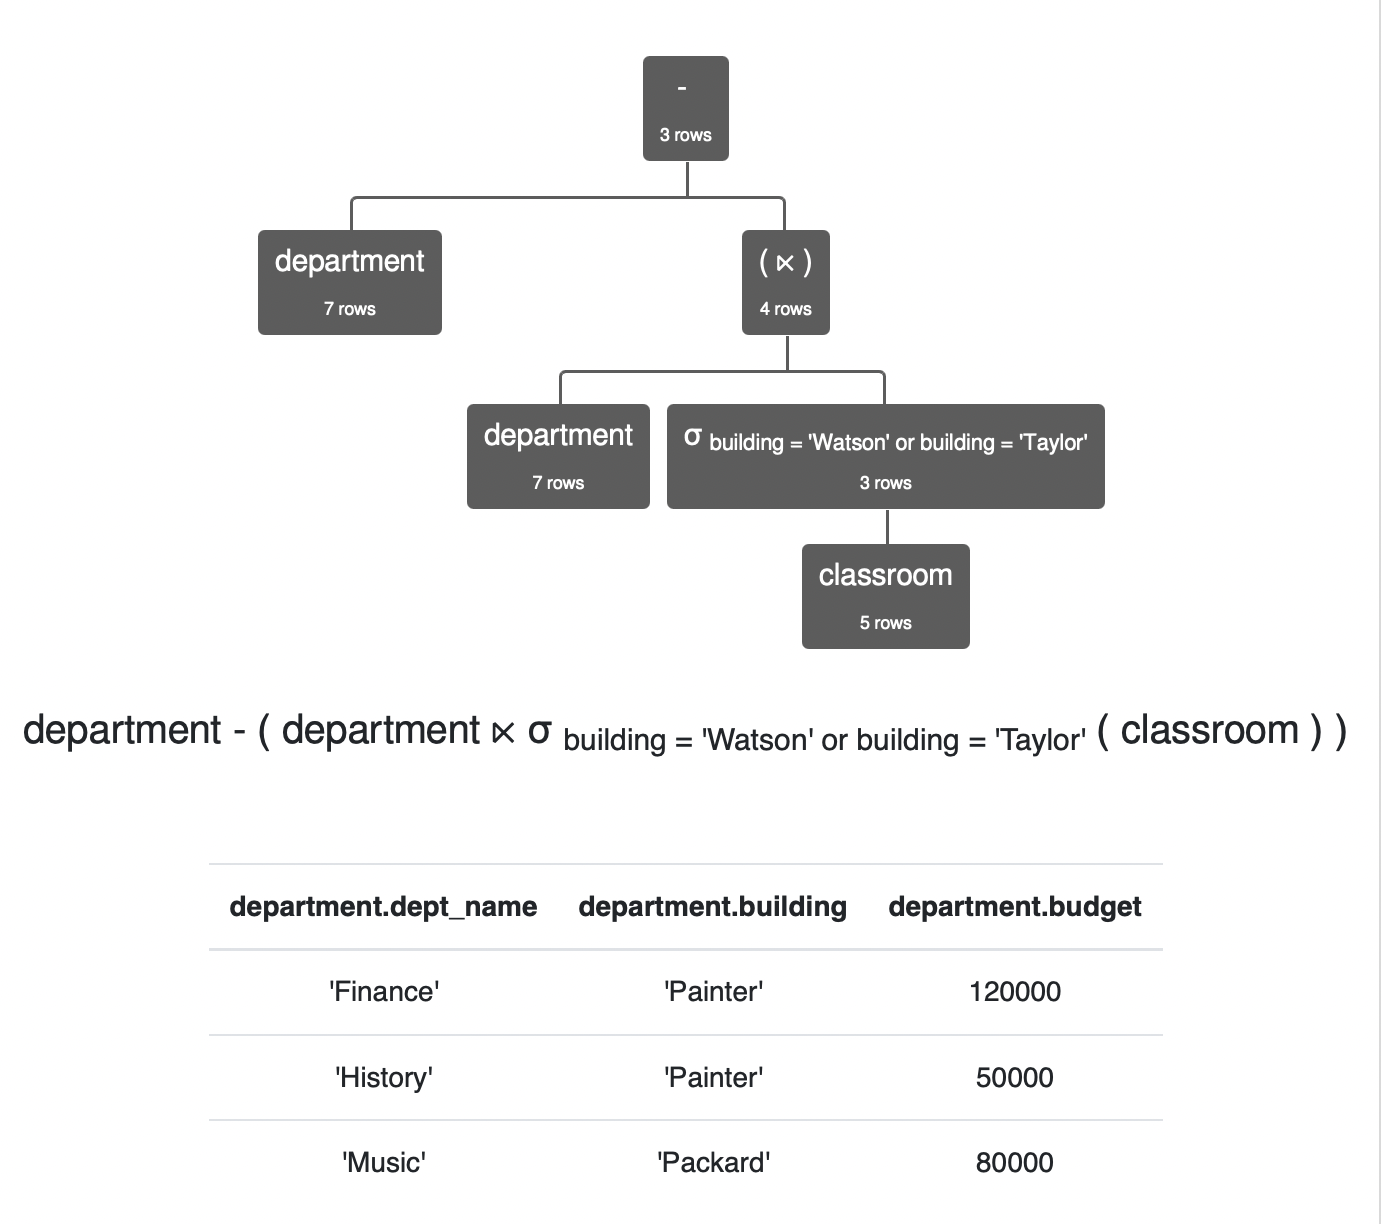 -
3 rows
department
7 rows
( ⋉ )
4 rows
department
7 rows
σ building = 'Watson' or building = 'Taylor'
3 rows
classroom
5 rows
department - ( department ⋉ σ building = 'Watson' or building = 'Taylor' ( classroom ) )
department.dept_name department.building department.budget
'Finance' 'Painter' 120000
'History' 'Painter' 50000
'Music' 'Packard' 80000